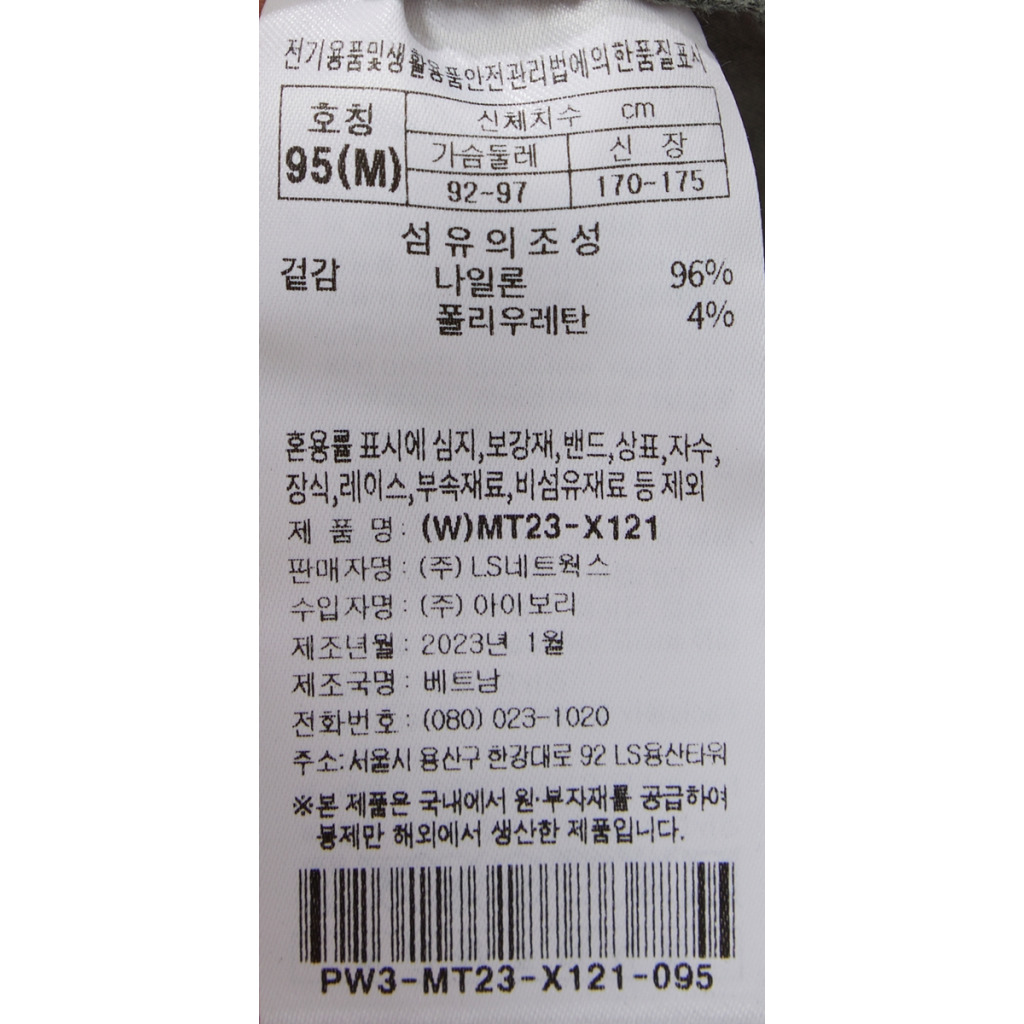 전기용품및생활용품안전관리법에의한품질표시
호칭
95(M)
신체치수 cm
가슴둘레 신 장
92-97 170-175
섬유의조성
겉감 나일론 96%
폴리우레탄 4%
혼용률 표시에 심지,보강재,밴드,상표,자수,
장식,레이스,부속재료,비섬유재료 등 제외
제 품 명 : (W)MT23-X121
판매자명 : (주) LS네트웍스
수입자명 : (주) 아이보리
제조년월 : 2023년 1월
제조국명 : 베트남
전화번호 : (080) 023-1020
주소: 서울시 용산구 한강대로 92 LS용산타워
※본 제품은 국내에서 원·부자재를 공급하여
봉제만 해외에서 생산한 제품입니다.
PW3-MT23-X121-095